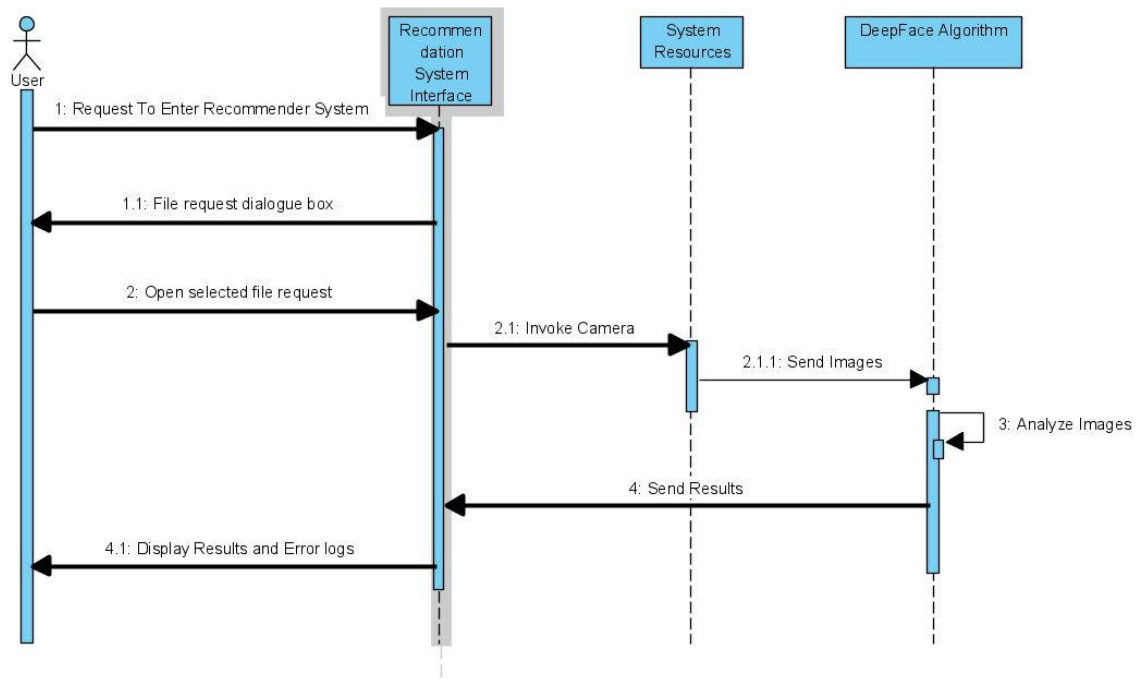 User
Recommen
dation
System
Interface
System
Resources
DeepFace Algorithm
1: Request To Enter Recommender System
1.1: File request dialogue box
2: Open selected file request
2.1: Invoke Camera
2.1.1: Send Images
3: Analyze Images
4: Send Results
4.1: Display Results and Error logs